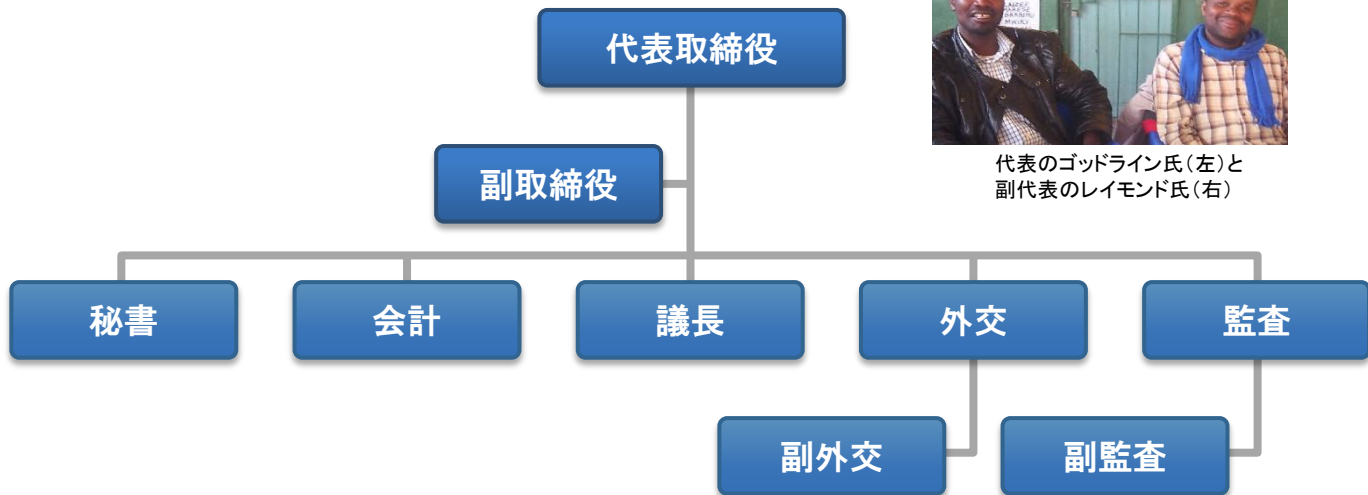 代表取締役
副取締役
代表のゴッドライン氏(左)と
副代表のレイモンド氏(右)
秘書
会計
議長
外交
監査
副外交
副監査